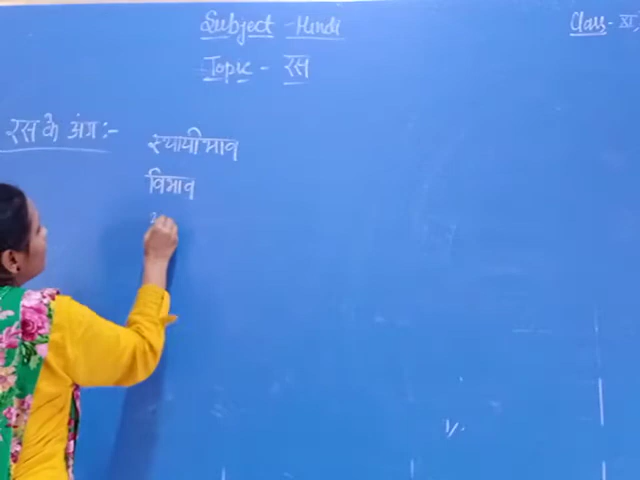 Subject - Hindi
Class - XI,
Topic - रस
रस के अंग :-
स्थायीभाव
विभाव